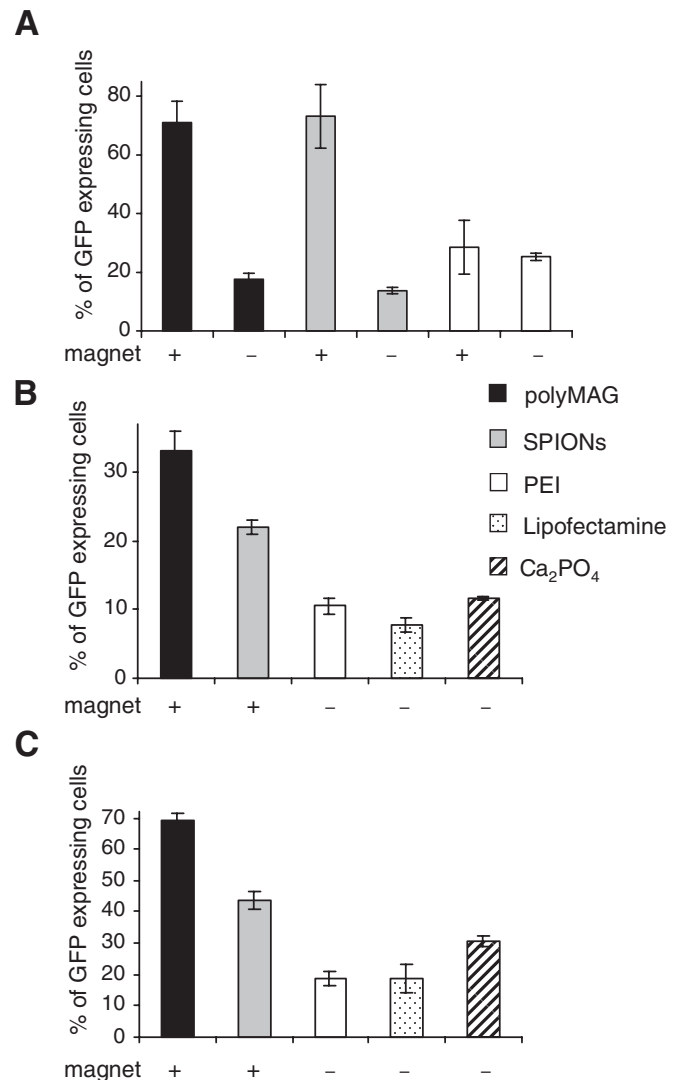 A
% of GFP expressing cells
80
60
40
20
0
magnet + – + – + –
B
% of GFP expressing cells
30
20
10
0
magnet + + – – –
polyMAG
SPIONs
PEI
Lipofectamine
Ca₂PO₄
C
% of GFP expressing cells
70
60
50
40
30
20
10
0
magnet + + – – –